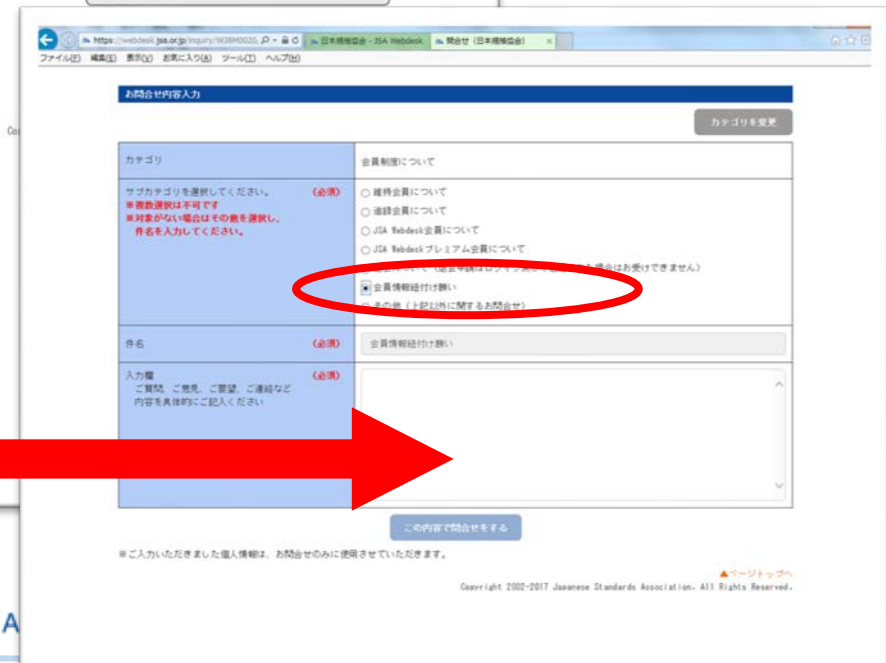 https://webdesk.jsa.or.jp/inquiry/W38M0020,
日本規格協会 - JSA Webdesk
問合せ (日本規格協会)
ファイル(F) 編集(E) 表示(V) お気に入り(A) ツール(T) ヘルプ(H)
お問合せ内容入力
カテゴリを変更
カテゴリ
会員制度について
サブカテゴリを選択してください。 (必須)
※複数選択は不可です
※対象がない場合はその他を選択し、
件名を入力してください。
維持会員について
追録会員について
JSA Webdesk会員について
JSA Webdeskプレミアム会員について
場合はお受けできません)
会員情報紐付け願い
その他 (上記以外に関するお問合せ)
件名 (必須)
会員情報紐付け願い
入力欄 (必須)
ご質問、ご意見、ご要望、ご連絡など
内容を具体的にご記入ください
この内容で問合せをする
※ご入力いただきました個人情報は、お問合せのみに使用させていただきます。
▲ページトップへ
Copyright 2002-2017 Japanese Standards Association. All Rights Reserved.
Co
A